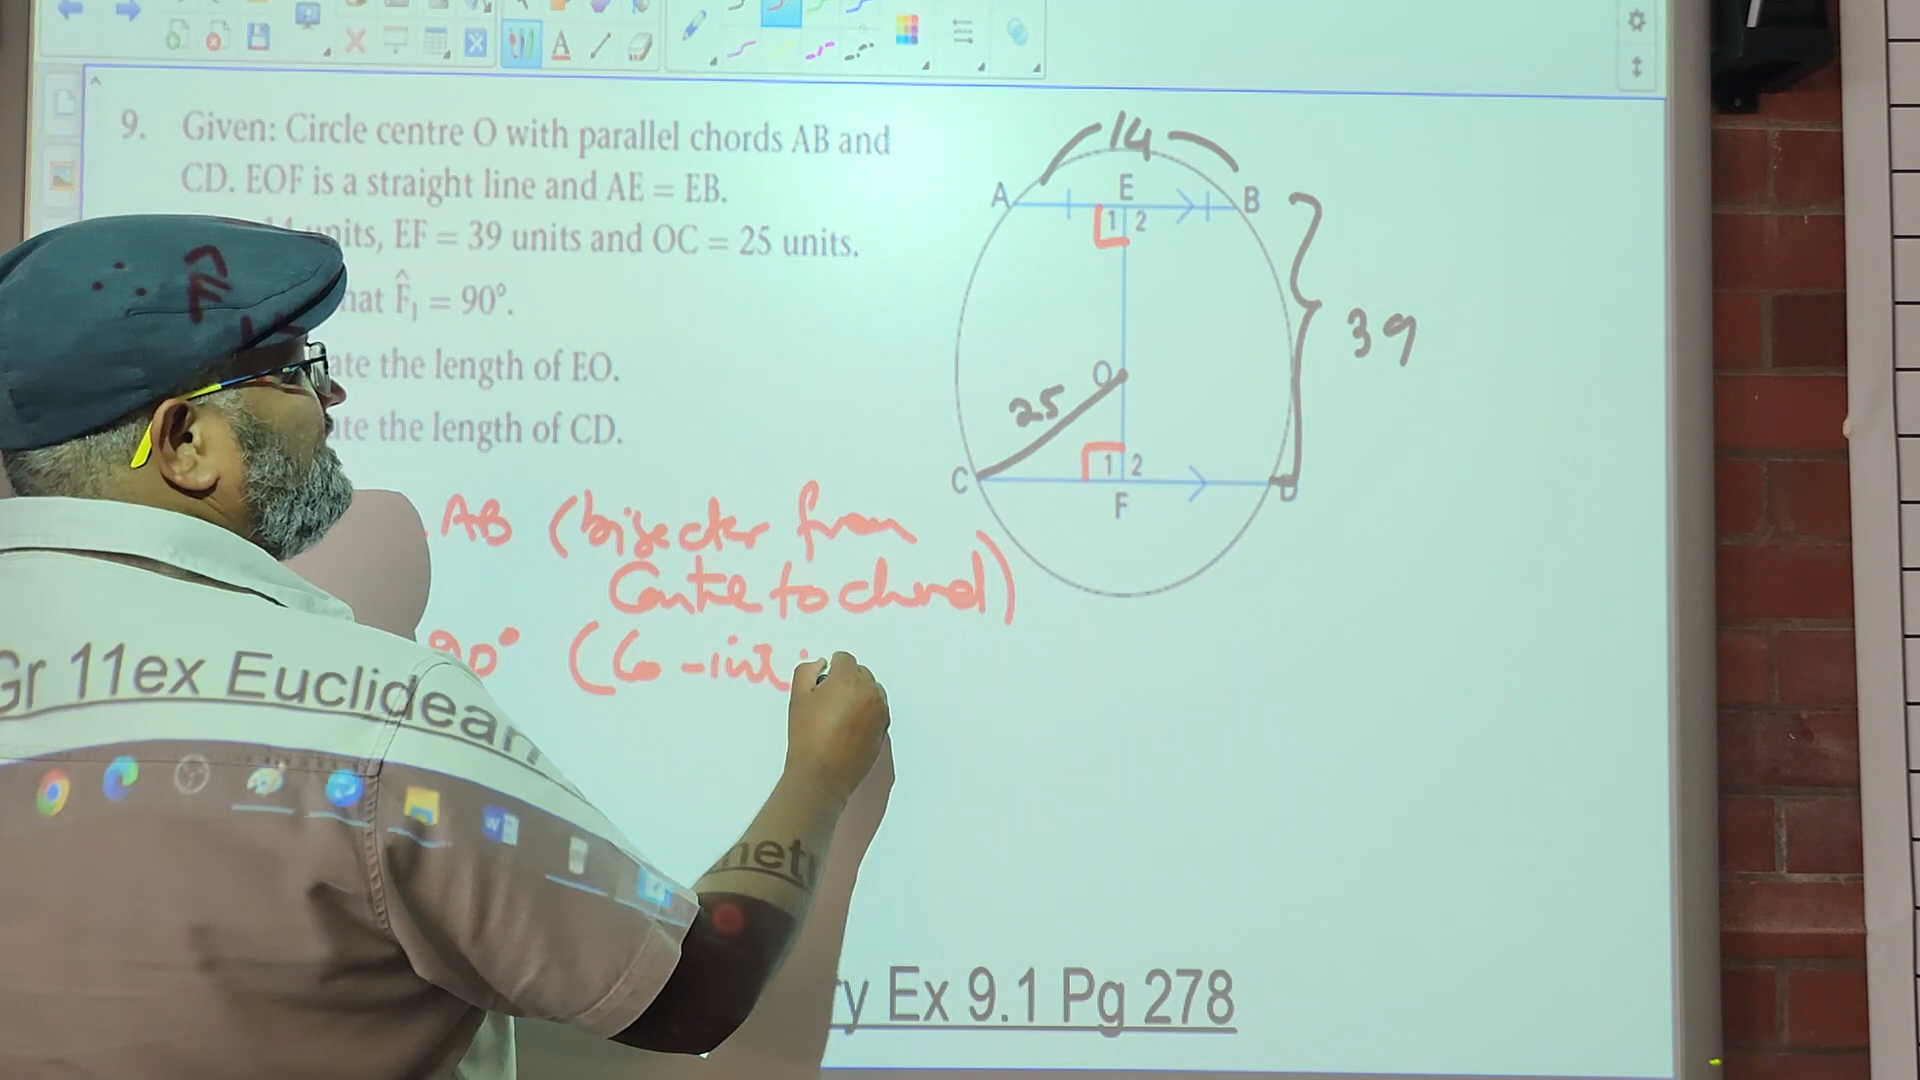 9. Given: Circle centre O with parallel chords AB and
CD. EOF is a straight line and AE = EB.
units, EF = 39 units and OC = 25 units.
hat F̂₁ = 90°.
ate the length of EO.
ate the length of CD.
14
A E B
1 2
39
O
25
1 2
C F D
AB (bisector from
Centre to chord)
90° (Co-int
Gr 11ex Euclidean
y Ex 9.1 Pg 278